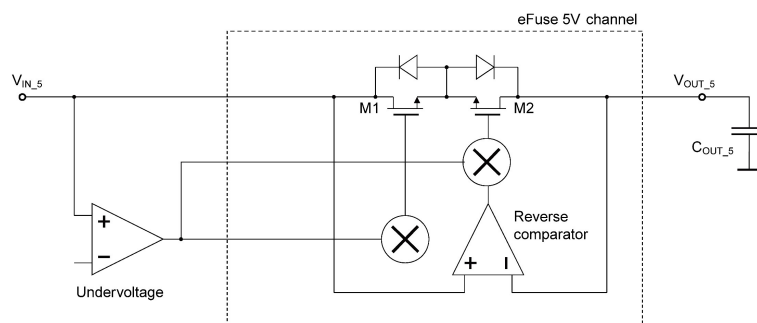 eFuse 5V channel
VIN_5
M1
M2
VOUT_5
COUT_5
Reverse
comparator
+
−
+
−
Undervoltage